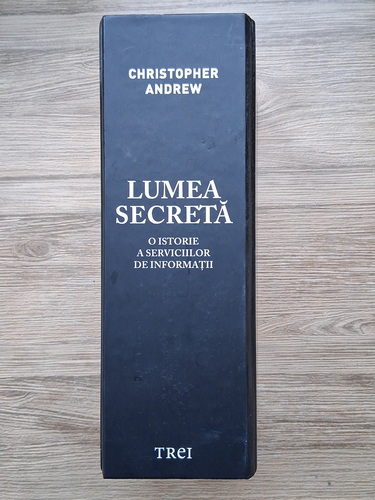 CHRISTOPHER
ANDREW
LUMEA
SECRETĂ
O ISTORIE
A SERVICIILOR
DE INFORMAȚII
TREI